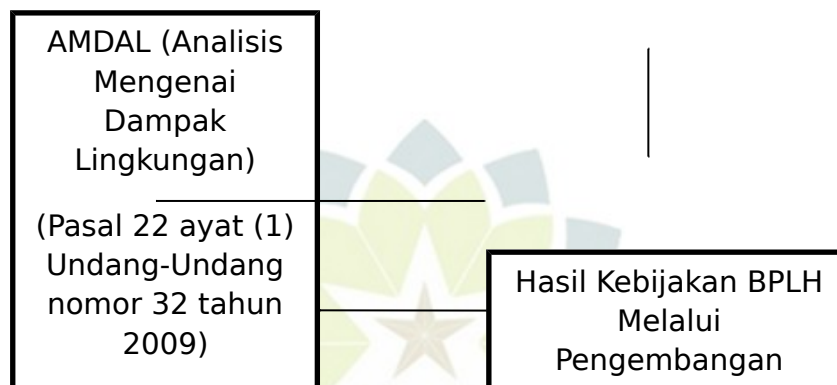 AMDAL (Analisis
Mengenai
Dampak
Lingkungan)
(Pasal 22 ayat (1)
Undang-Undang
nomor 32 tahun
2009)
Hasil Kebijakan BPLH
Melalui
Pengembangan